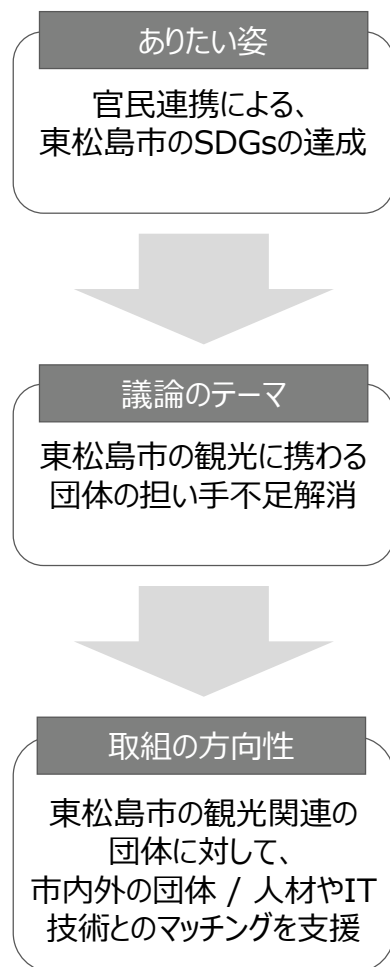 ありたい姿
官民連携による、
東松島市のSDGsの達成
議論のテーマ
東松島市の観光に携わる
団体の担い手不足解消
取組の方向性
東松島市の観光関連の
団体に対して、
市内外の団体 / 人材やIT
技術とのマッチングを支援